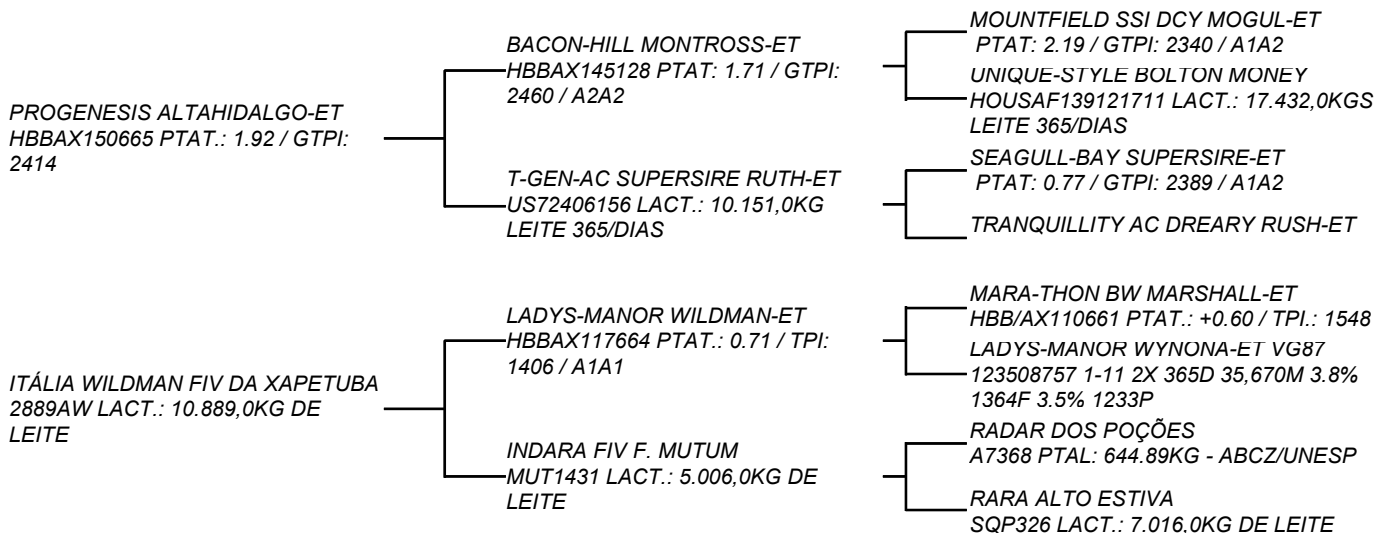 PROGENESIS ALTAHIDALGO-ET
HBBAX150665 PTAT.: 1.92 / GTPI:
2414
BACON-HILL MONTROSS-ET
HBBAX145128 PTAT: 1.71 / GTPI:
2460 / A2A2
MOUNTFIELD SSI DCY MOGUL-ET
PTAT: 2.19 / GTPI: 2340 / A1A2
UNIQUE-STYLE BOLTON MONEY
HOUSAF139121711 LACT.: 17.432,0KGS
LEITE 365/DIAS
T-GEN-AC SUPERSIRE RUTH-ET
US72406156 LACT.: 10.151,0KG
LEITE 365/DIAS
SEAGULL-BAY SUPERSIRE-ET
PTAT: 0.77 / GTPI: 2389 / A1A2
TRANQUILLITY AC DREARY RUSH-ET
ITÁLIA WILDMAN FIV DA XAPETUBA
2889AW LACT.: 10.889,0KG DE
LEITE
LADYS-MANOR WILDMAN-ET
HBBAX117664 PTAT.: 0.71 / TPI:
1406 / A1A1
MARA-THON BW MARSHALL-ET
HBB/AX110661 PTAT.: +0.60 / TPI.: 1548
LADYS-MANOR WYNONA-ET VG87
123508757 1-11 2X 365D 35,670M 3.8%
1364F 3.5% 1233P
INDARA FIV F. MUTUM
MUT1431 LACT.: 5.006,0KG DE
LEITE
RADAR DOS POÇÕES
A7368 PTAL: 644.89KG - ABCZ/UNESP
RARA ALTO ESTIVA
SQP326 LACT.: 7.016,0KG DE LEITE